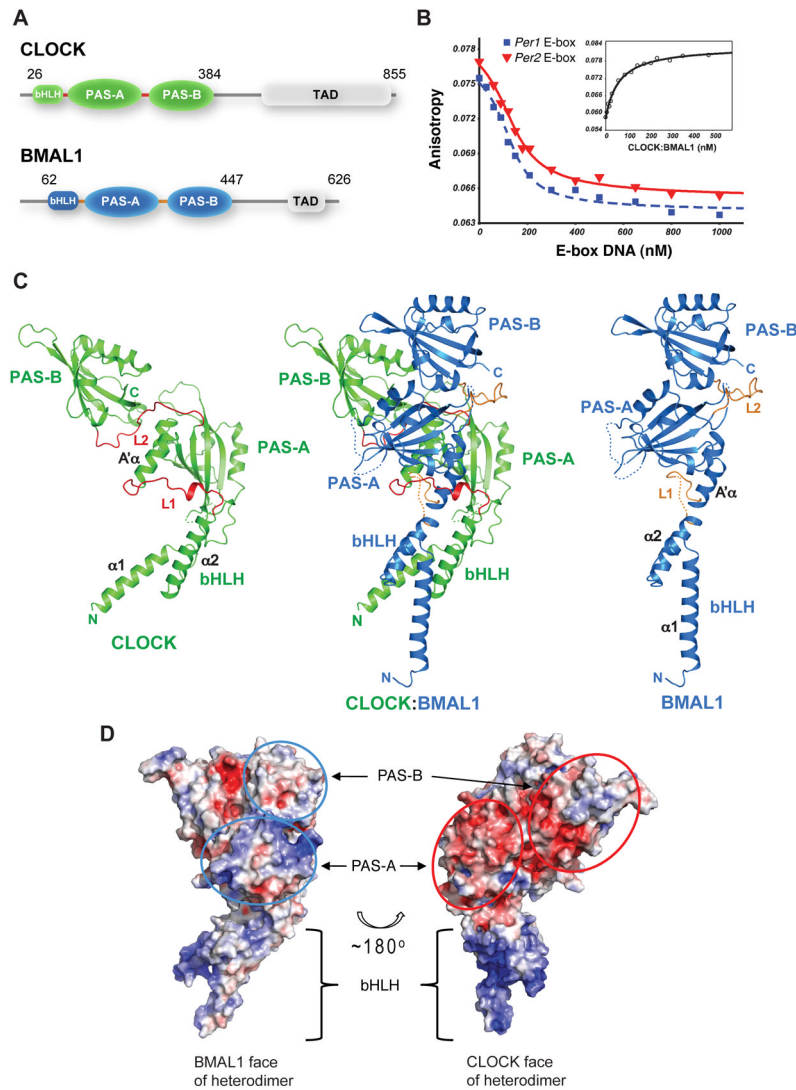 A
CLOCK
26
384
855
bHLH
PAS-A
PAS-B
TAD
BMAL1
62
447
626
bHLH
PAS-A
PAS-B
TAD
B
Per1 E-box
Per2 E-box
Anisotropy
0.078
0.075
0.072
0.069
0.066
0.063
0 200 400 600 800 1000
E-box DNA (nM)
0.084
0.078
0.072
0.066
0.060
0.054
0 100 200 300 400 500
CLOCK:BMAL1 (nM)
C
PAS-B
C
L2
A'α
PAS-A
L1
α1
α2
bHLH
N
CLOCK
PAS-B
PAS-B
C
PAS-A
PAS-A
bHLH
bHLH
N
N
CLOCK:BMAL1
PAS-B
C
PAS-A
L2
L1
A'α
α2
bHLH
α1
N
BMAL1
D
PAS-B
PAS-A
~180°
bHLH
BMAL1 face
of heterodimer
CLOCK face
of heterodimer